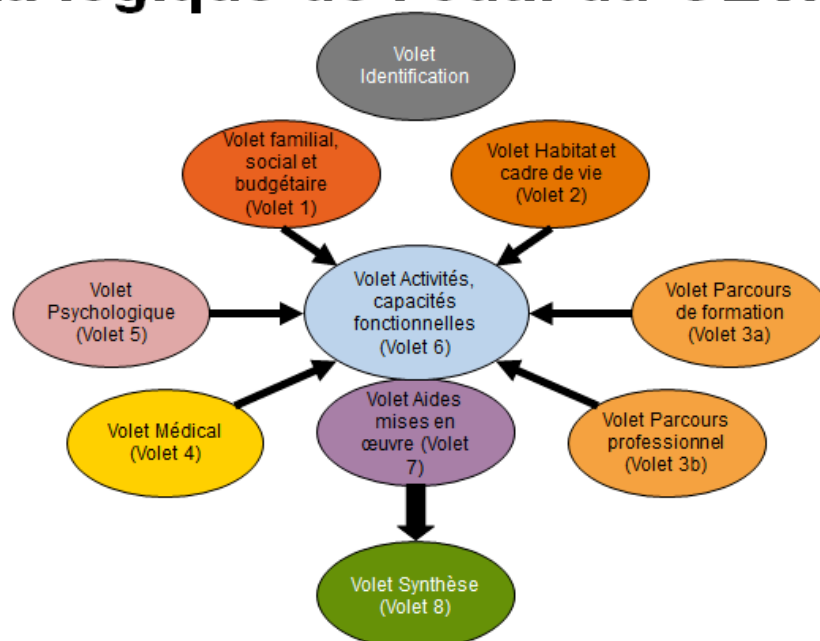 Volet
Identification
Volet familial,
social et
budgétaire
(Volet 1)
Volet Habitat et
cadre de vie
(Volet 2)
Volet
Psychologique
(Volet 5)
Volet Activités,
capacités
fonctionnelles
(Volet 6)
Volet Parcours
de formation
(Volet 3a)
Volet Médical
(Volet 4)
Volet Aides
mises en
œuvre (Volet
7)
Volet Parcours
professionnel
(Volet 3b)
Volet Synthèse
(Volet 8)